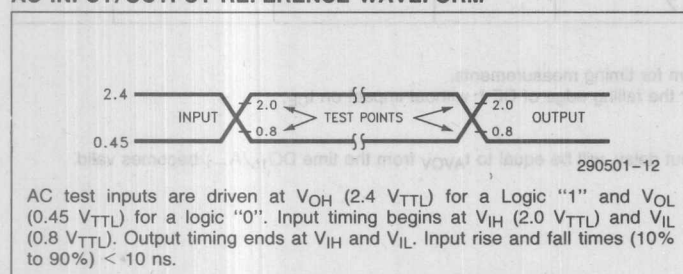 AC INPUT/OUTPUT REFERENCE WAVEFORM
2.4
2.0
2.0
INPUT
TEST POINTS
OUTPUT
0.8
0.8
0.45
290501–12
AC test inputs are driven at VOH (2.4 VTTL) for a Logic "1" and VOL
(0.45 VTTL) for a logic "0". Input timing begins at VIH (2.0 VTTL) and VIL
(0.8 VTTL). Output timing ends at VIH and VIL. Input rise and fall times (10%
to 90%) < 10 ns.